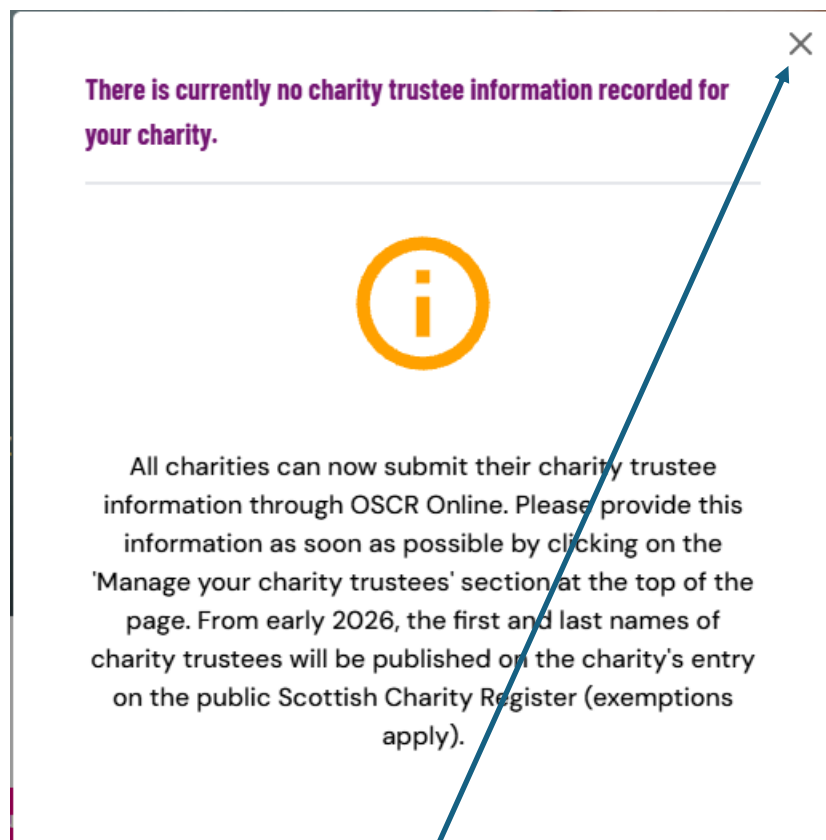 There is currently no charity trustee information recorded for
your charity.
All charities can now submit their charity trustee
information through OSCR Online. Please provide this
information as soon as possible by clicking on the
'Manage your charity trustees' section at the top of the
page. From early 2026, the first and last names of
charity trustees will be published on the charity's entry
on the public Scottish Charity Register (exemptions
apply).